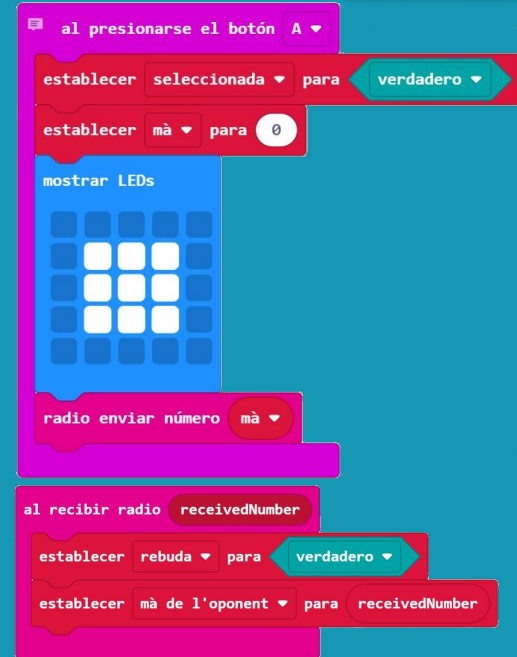 al presionarse el botón A
establecer seleccionada para verdadero
establecer mà para 0
mostrar LEDs
radio enviar número mà
al recibir radio receivedNumber
establecer rebuda para verdadero
establecer mà de l'oponent para receivedNumber